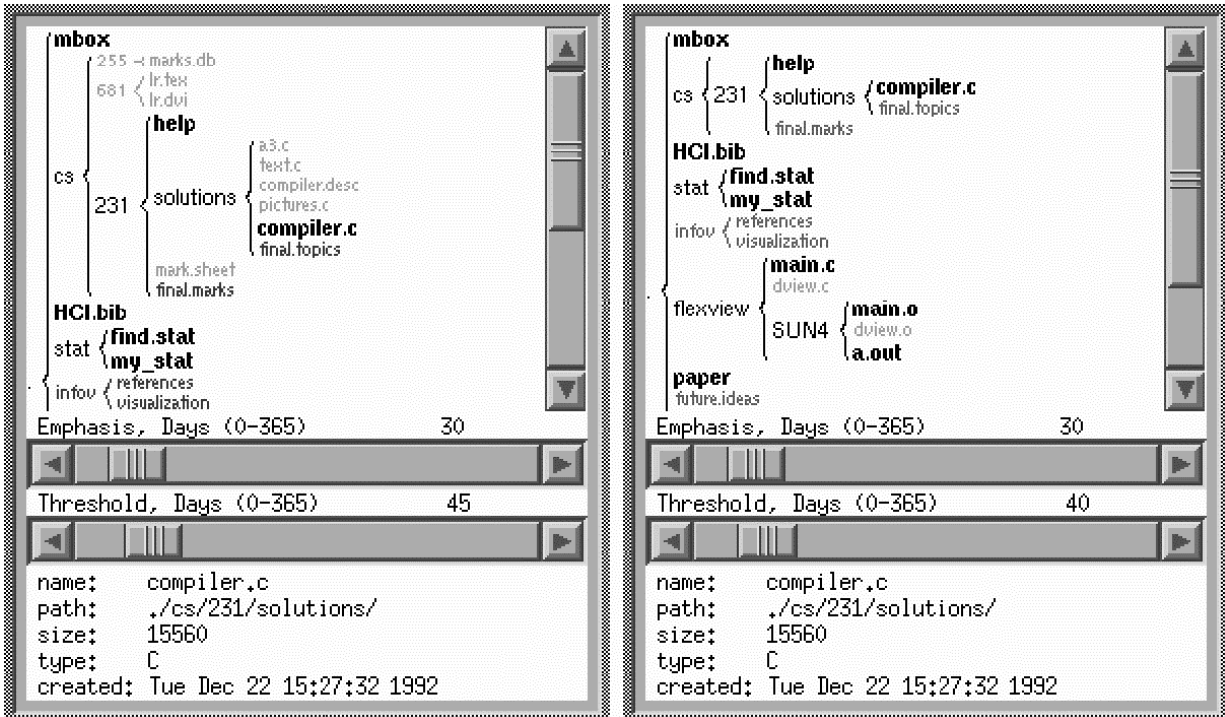 mbox
255 marks.db
681 lr.tex
lr.dvi
help
a3.c
text.c
compiler.desc
cs 231 solutions pictures.c
compiler.c
final.topics
mark.sheet
final.marks
HCI.bib
stat find.stat
my_stat
infov references
visualization
Emphasis, Days (0-365) 30
Threshold, Days (0-365) 45
name: compiler.c
path: ./cs/231/solutions/
size: 15560
type: C
created: Tue Dec 22 15:27:32 1992
mbox
help
cs 231 solutions compiler.c
final.topics
final.marks
HCI.bib
stat find.stat
my_stat
infov references
visualization
main.c
dview.c
flexview main.o
SUN4 dview.o
a.out
paper
future.ideas
Emphasis, Days (0-365) 30
Threshold, Days (0-365) 40
name: compiler.c
path: ./cs/231/solutions/
size: 15560
type: C
created: Tue Dec 22 15:27:32 1992